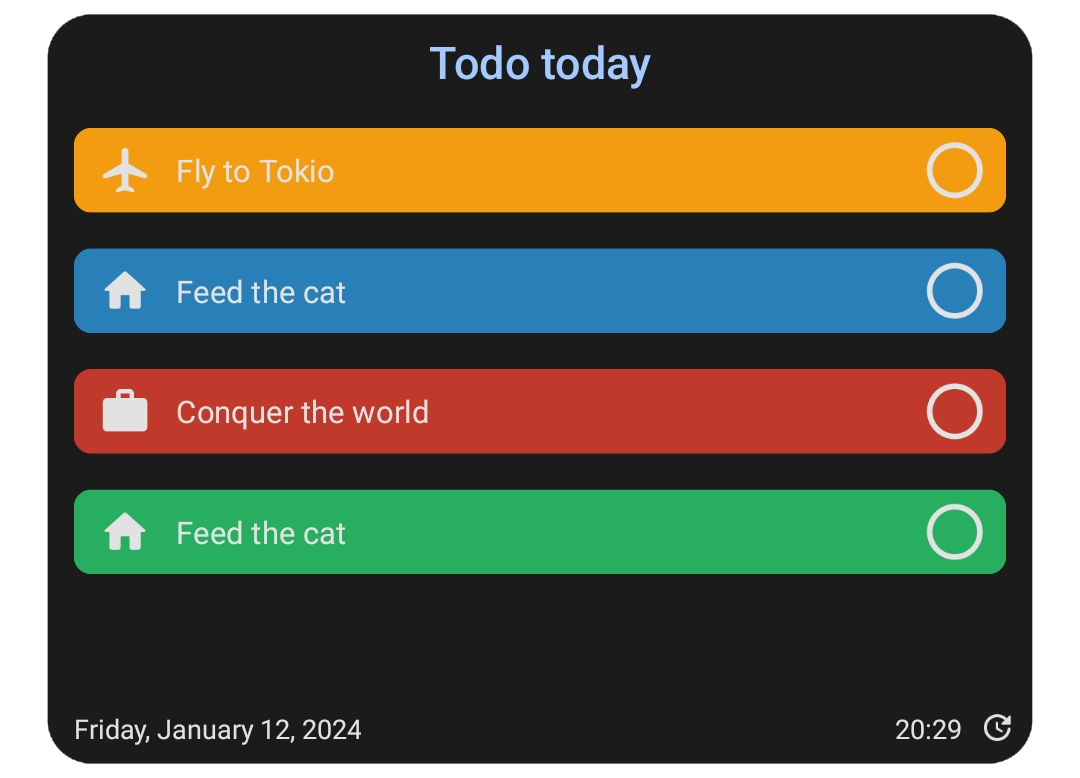 Todo today
Fly to Tokio
Feed the cat
Conquer the world
Feed the cat
Friday, January 12, 2024
20:29